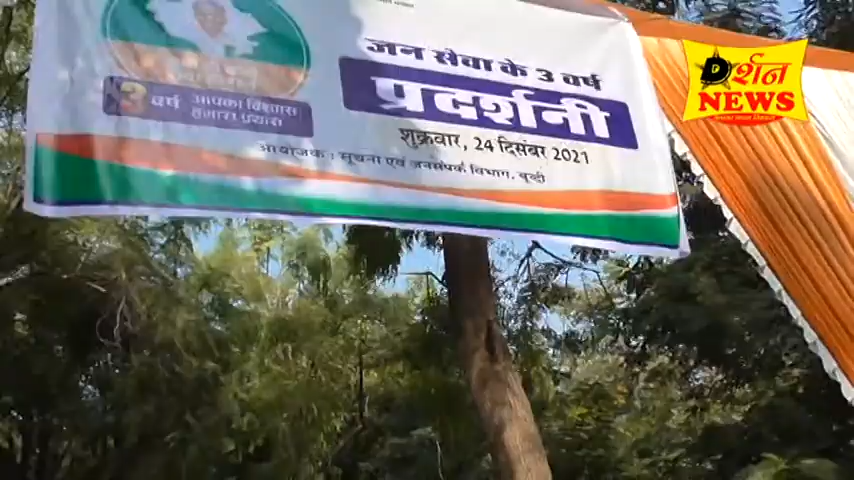 जन सेवा के 3 वर्ष
3 वर्ष
आपका विश्वास
हमारा प्रयास
प्रदर्शनी
शुक्रवार, 24 दिसंबर 2021
आयोजक : सूचना एवं जनसंपर्क विभाग, बून्दी
दर्शन
NEWS